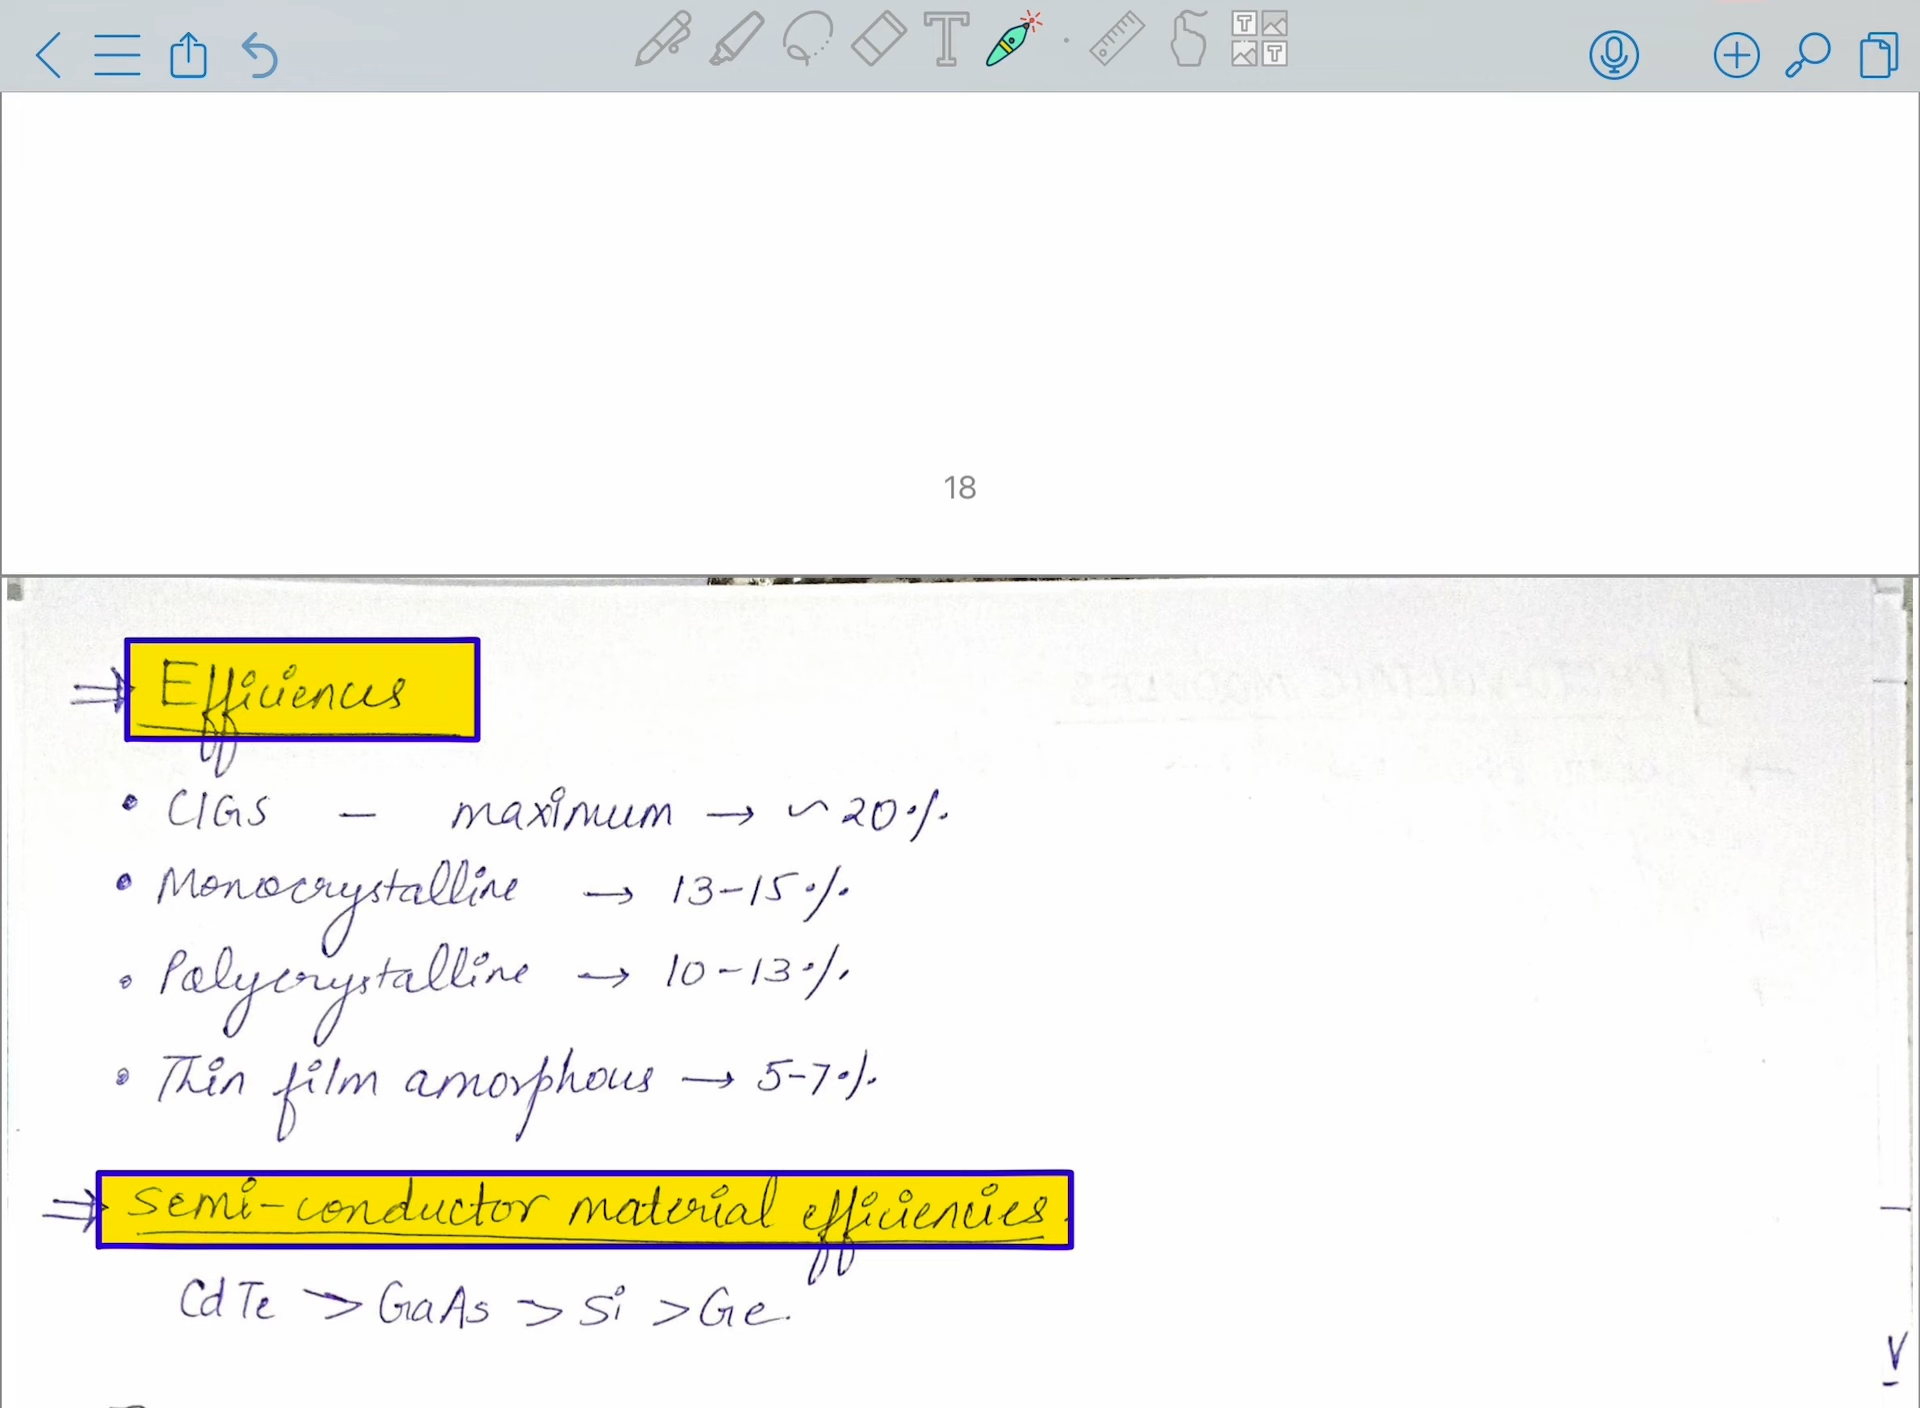 18
⇒ Efficiences
• CIGS — maximum → ~20%
• Monocrystalline → 13-15%
• Polycrystalline → 10-13%
• Thin film amorphous → 5-7%
⇒ Semi-conductor material efficiencies.
CdTe > GaAs > Si > Ge.